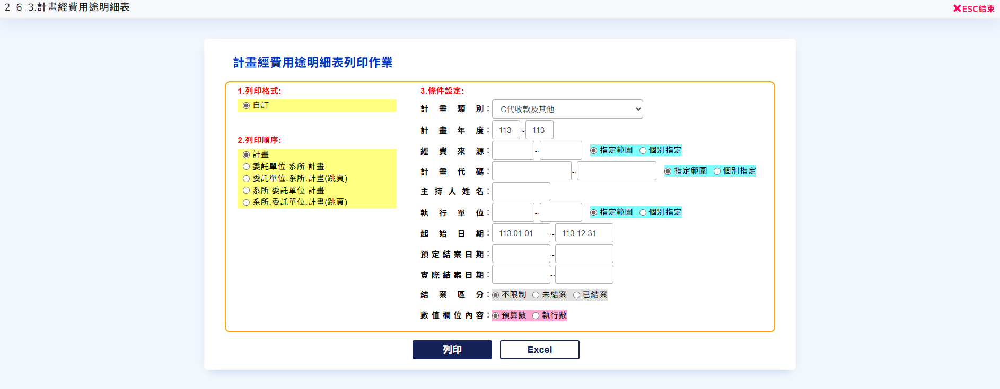 2_6_3.計畫經費用途明細表
ESC結束
計畫經費用途明細表列印作業
1.列印格式:
自訂
2.列印順序:
計畫
委託單位.系所.計畫
委託單位.系所.計畫(跳頁)
系所.委託單位.計畫
系所.委託單位.計畫(跳頁)
3.條件設定:
計畫類別： C代收款及其他
計畫年度： 113 ~ 113
經費來源： ~ 指定範圍 個別指定
計畫代碼： ~ 指定範圍 個別指定
主持人姓名：
執行單位： ~ 指定範圍 個別指定
起始日期： 113.01.01 ~ 113.12.31
預定結案日期： ~
實際結案日期： ~
結案區分： 不限制 未結案 已結案
數值欄位內容： 預算數 執行數
列印 Excel